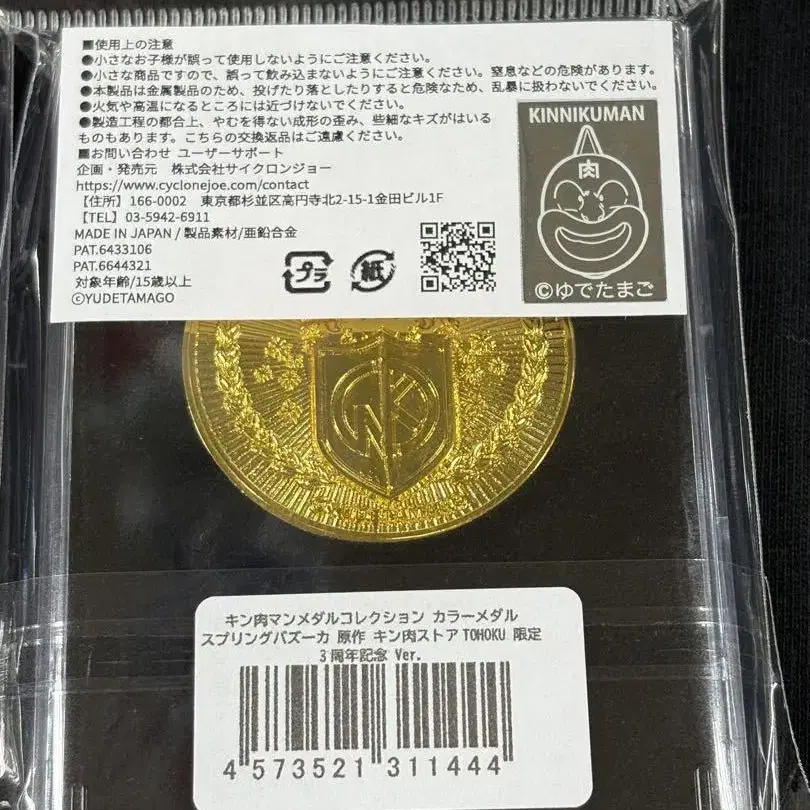 ■使用上の注意
●小さなお子様が誤って使用しないようにご注意ください。
●小さな商品ですので、誤って飲み込まないようにご注意ください。窒息などの危険があります。
●本製品は金属製品のため、投げたり落としたりすると危険なため、乱暴に扱わないでください。
●火気や高温になるところには近づけないでください。
●製造工程の都合上、やむを得ない成形の歪み、些細なキズがはいる
ものもあります。こちらの交換返品はご遠慮ください。
■お問い合わせ ユーザーサポート
企画・発売元 株式会社サイクロンジョー
https://www.cyclonejoe.com/contact
【住所】166-0002 東京都杉並区高円寺北2-15-1金田ビル1F
【TEL】03-5942-6911
MADE IN JAPAN / 製品素材/亜鉛合金
PAT.6433106
PAT.6644321
対象年齢/15歳以上
©YUDETAMAGO
プラ
紙
KINNIKUMAN
肉
©ゆでたまご
キン肉マンメダルコレクション カラーメダル
スプリングバズーカ 原作 キン肉ストア TOHOKU 限定
3周年記念 Ver.
4 573521 311444